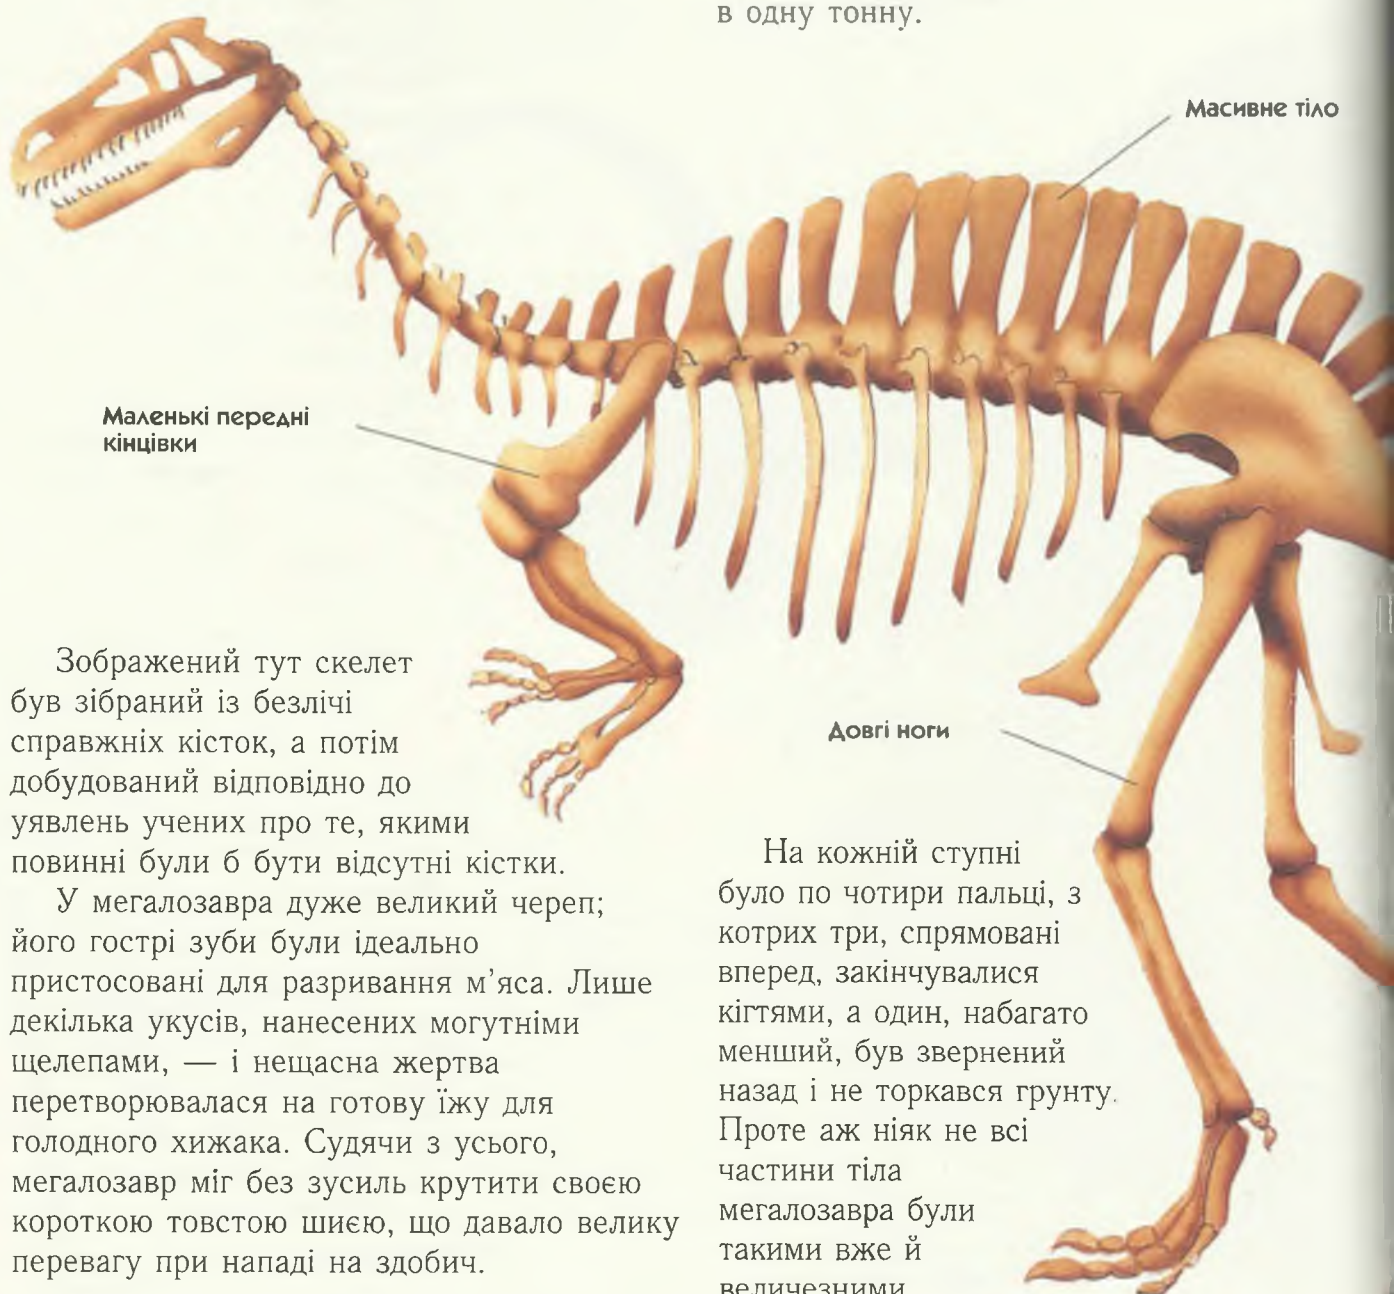 в одну тонну.
Масивне тіло
Маленькі передні
кінцівки
Зображений тут скелет
був зібраний із безлічі
справжніх кісток, а потім
добудований відповідно до
уявлень учених про те, якими
повинні були б бути відсутні кістки.
У мегалозавра дуже великий череп;
його гострі зуби були ідеально
пристосовані для разривання м’яса. Лише
декілька укусів, нанесених могутніми
щелепами, — і нещасна жертва
перетворювалася на готову їжу для
голодного хижака. Судячи з усього,
мегалозавр міг без зусиль крутити своєю
короткою товстою шиєю, що давало велику
перевагу при нападі на здобич.
Довгі ноги
На кожній ступні
було по чотири пальці, з
котрих три, спрямовані
вперед, закінчувалися
кігтями, а один, набагато
менший, був звернений
назад і не торкався грунту.
Проте аж ніяк не всі
частини тіла
мегалозавра були
такими вже й
величезними